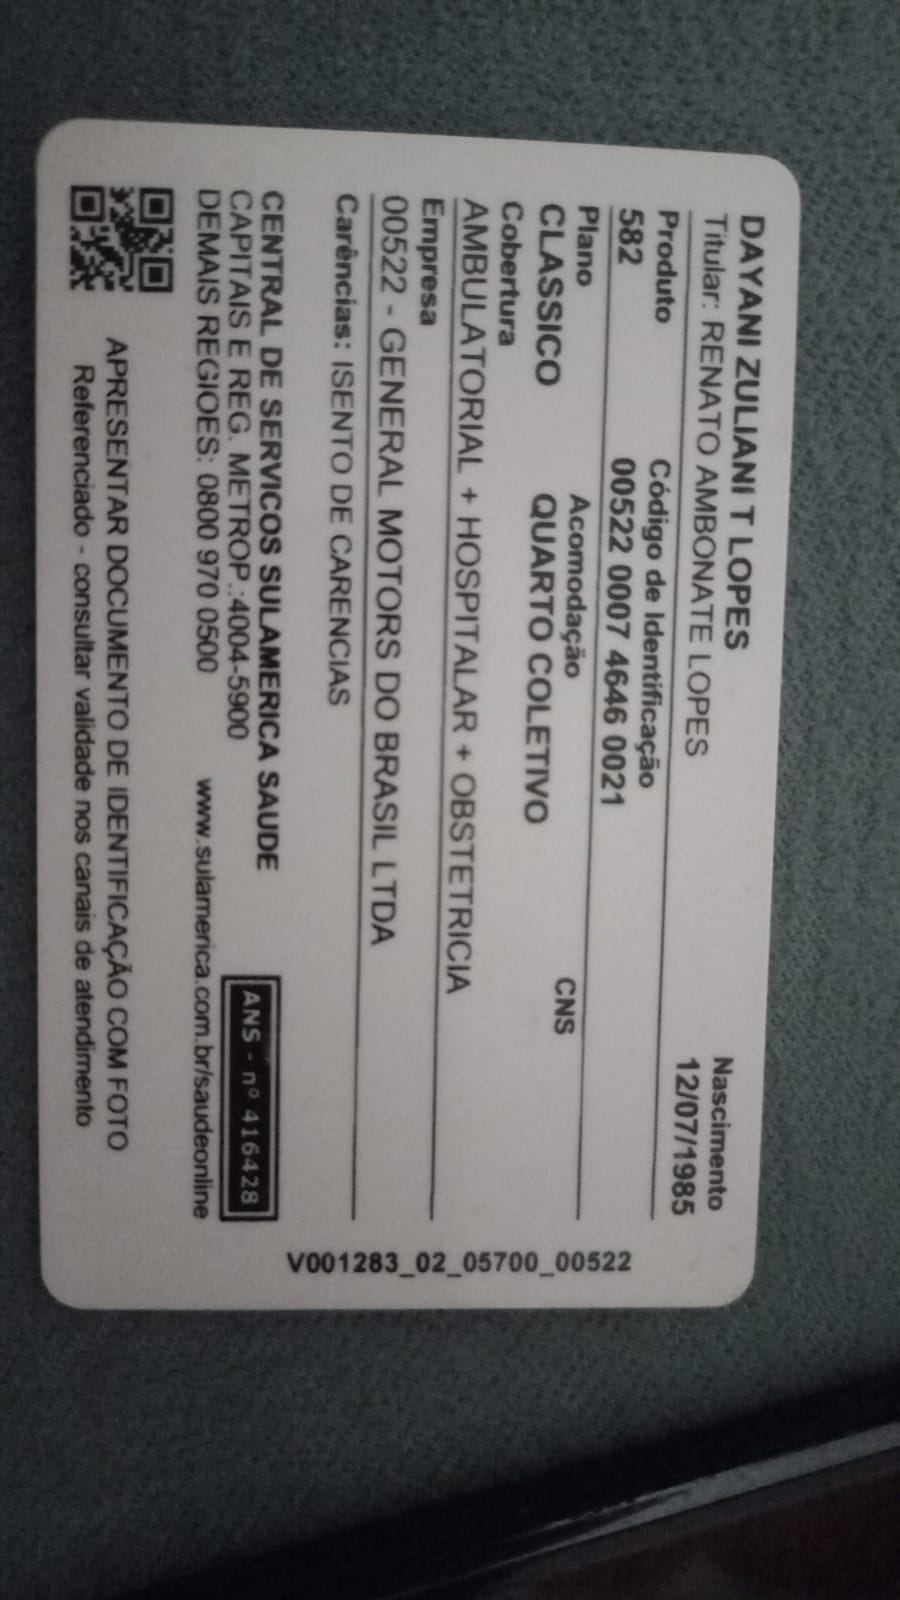 DAYANI ZULIANI T LOPES
Titular: RENATO AMBONATE LOPES
Nascimento
12/07/1985
Produto Código de Identificação
582 00522 0007 4646 0021
Plano Acomodação CNS
CLASSICO QUARTO COLETIVO
Cobertura
AMBULATORIAL + HOSPITALAR + OBSTETRICIA
Empresa
00522 - GENERAL MOTORS DO BRASIL LTDA
Carências: ISENTO DE CARENCIAS
CENTRAL DE SERVICOS SULAMERICA SAUDE
CAPITAIS E REG. METROP.:4004-5900
DEMAIS REGIOES: 0800 970 0500 www.sulamerica.com.br/saudeonline
ANS - nº 416428
APRESENTAR DOCUMENTO DE IDENTIFICAÇÃO COM FOTO
Referenciado - consultar validade nos canais de atendimento
V001283_02_05700_00522